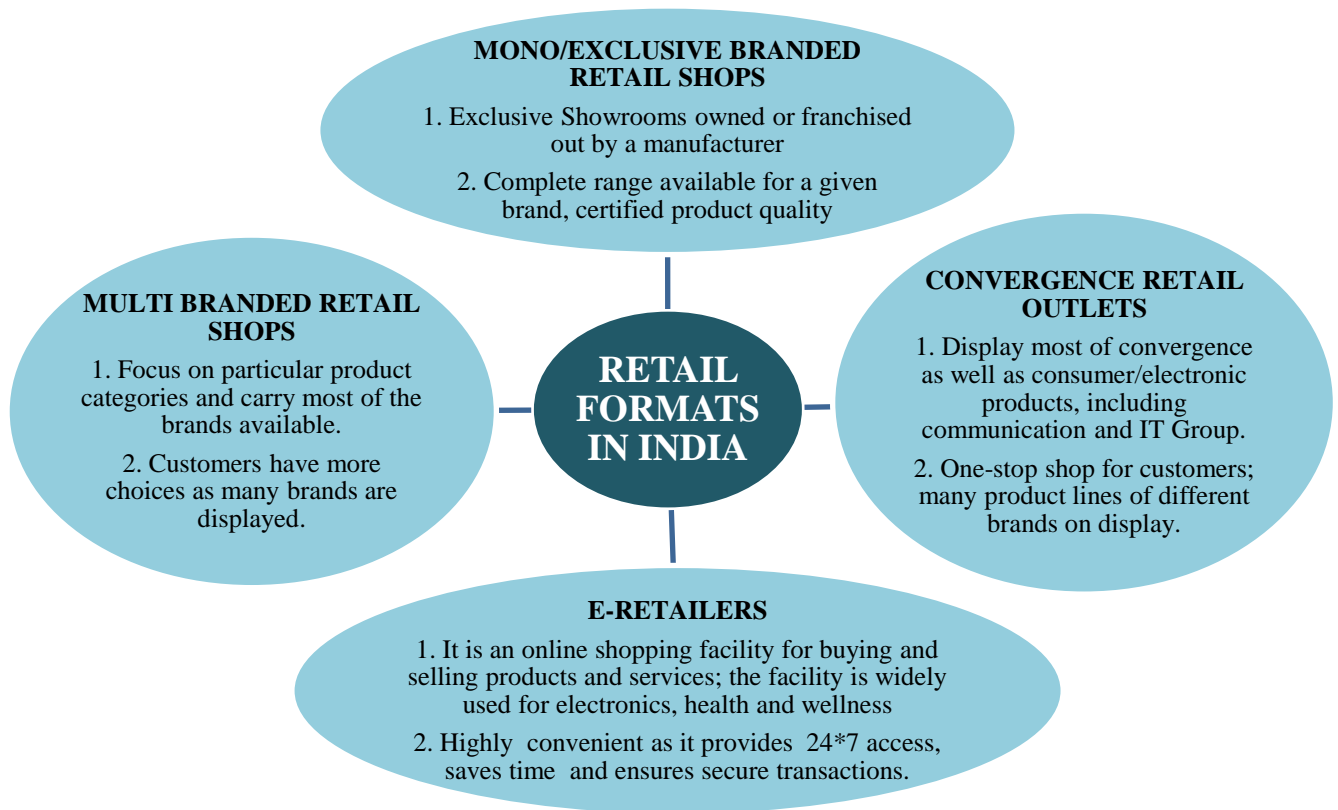 MONO/EXCLUSIVE BRANDED
RETAIL SHOPS
1. Exclusive Showrooms owned or franchised
out by a manufacturer
2. Complete range available for a given
brand, certified product quality
MULTI BRANDED RETAIL
SHOPS
1. Focus on particular product
categories and carry most of the
brands available.
2. Customers have more
choices as many brands are
displayed.
RETAIL
FORMATS
IN INDIA
CONVERGENCE RETAIL
OUTLETS
1. Display most of convergence
as well as consumer/electronic
products, including
communication and IT Group.
2. One-stop shop for customers;
many product lines of different
brands on display.
E-RETAILERS
1. It is an online shopping facility for buying and
selling products and services; the facility is widely
used for electronics, health and wellness
2. Highly convenient as it provides 24*7 access,
saves time and ensures secure transactions.